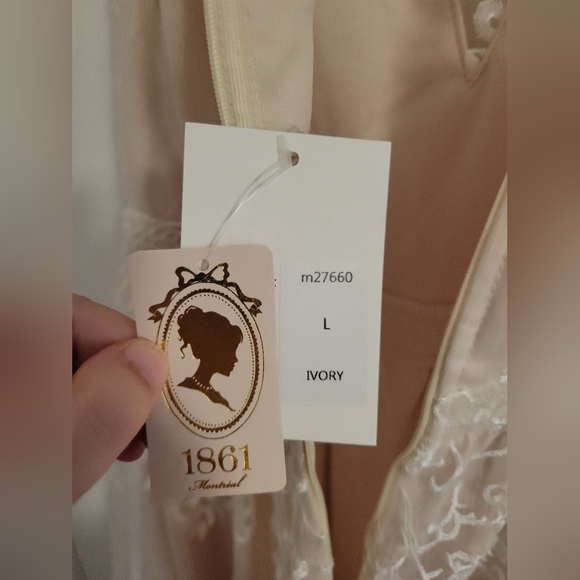 m27660
L
IVORY
1861
Montréal